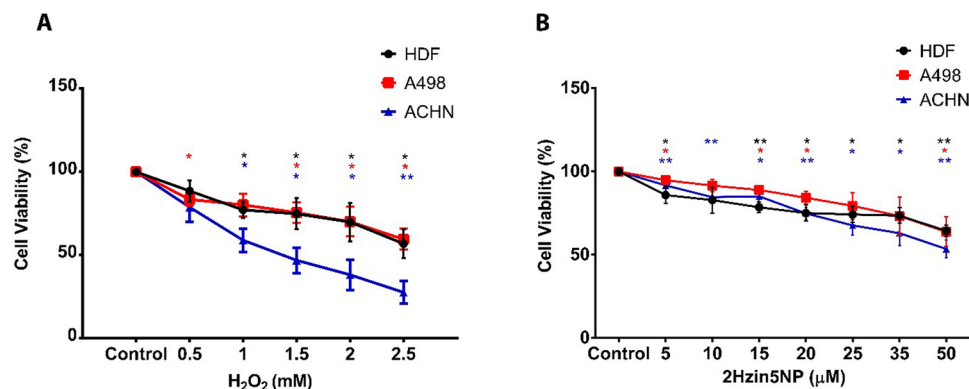 A
HDF
A498
ACHN
150
100
50
0
Cell Viability (%)
* * * * *
* * * * *
* * * **
Control 0.5 1 1.5 2 2.5
H₂O₂ (mM)
B
HDF
A498
ACHN
150
100
50
0
Cell Viability (%)
* ** * * * **
* ** * * * * *
** * ** **
Control 5 10 15 20 25 35 50
2Hzin5NP (μM)